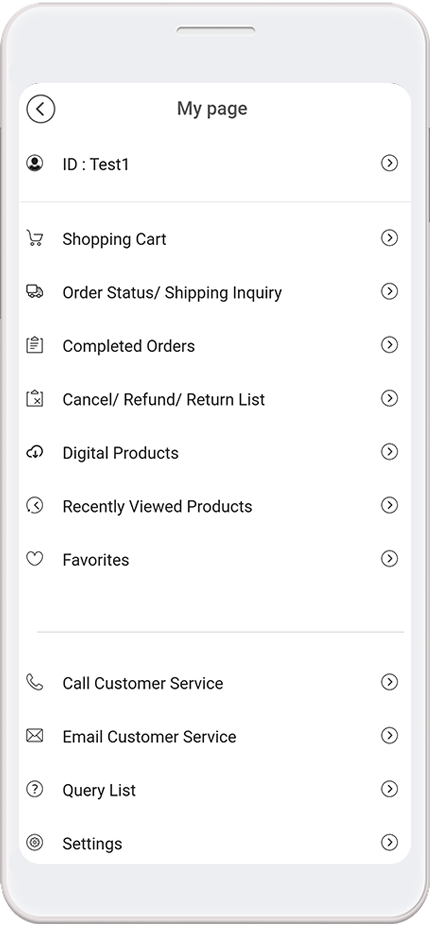 My page
ID : Test1
Shopping Cart
Order Status/ Shipping Inquiry
Completed Orders
Cancel/ Refund/ Return List
Digital Products
Recently Viewed Products
Favorites
Call Customer Service
Email Customer Service
Query List
Settings